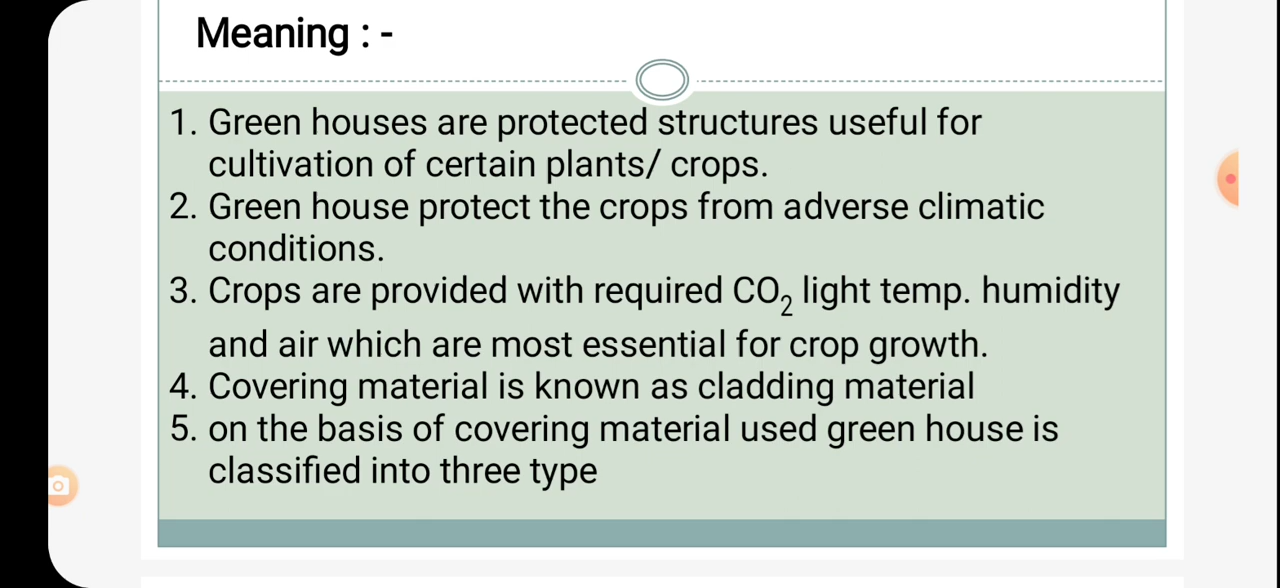 Meaning : -
1. Green houses are protected structures useful for
cultivation of certain plants/ crops.
2. Green house protect the crops from adverse climatic
conditions.
3. Crops are provided with required CO₂ light temp. humidity
and air which are most essential for crop growth.
4. Covering material is known as cladding material
5. on the basis of covering material used green house is
classified into three type